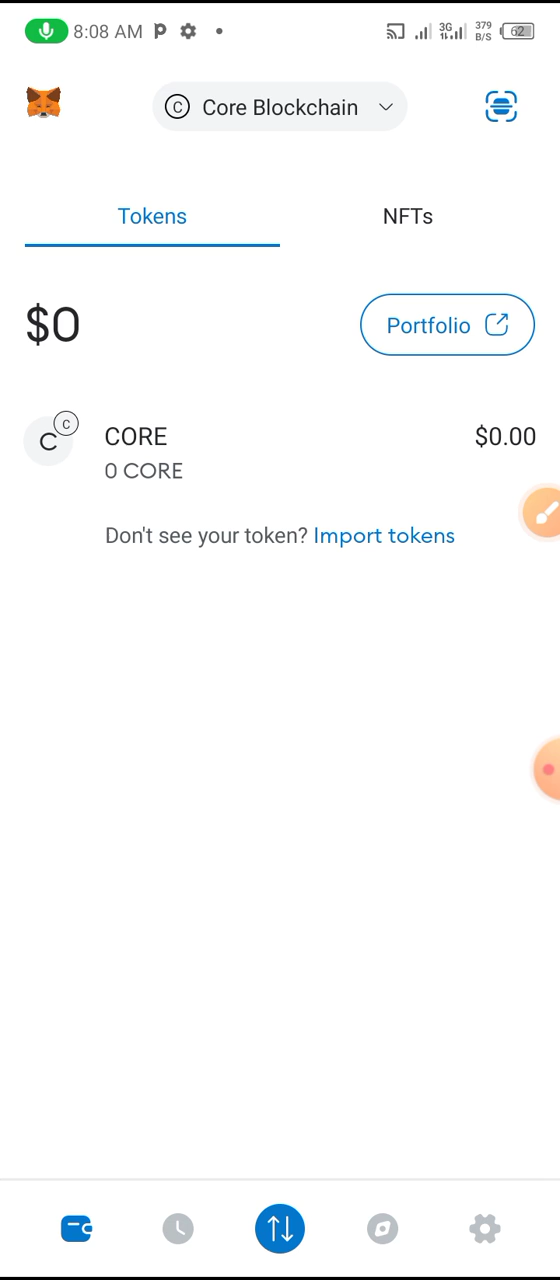 8:08 AM
3G
379
B/S
62
C Core Blockchain
Tokens
NFTs
$0
Portfolio
C
C
CORE
$0.00
0 CORE
Don't see your token? Import tokens